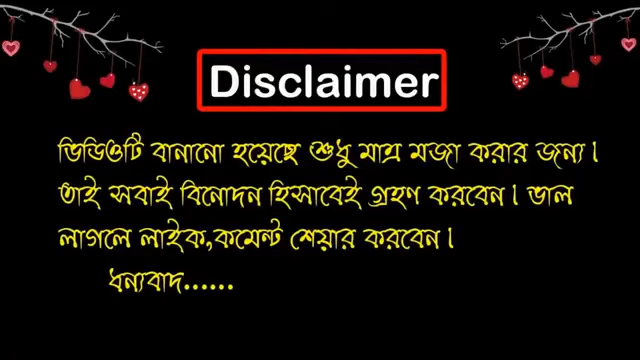 Disclaimer
ভিডিওটি বানানো হয়েছে শুধু মাত্র মজা করার জন্য।
তাই সবাই বিনোদন হিসাবেই গ্রহণ করবেন। ভাল
লাগলে লাইক,কমেন্ট শেয়ার করবেন।
ধন্যবাদ......